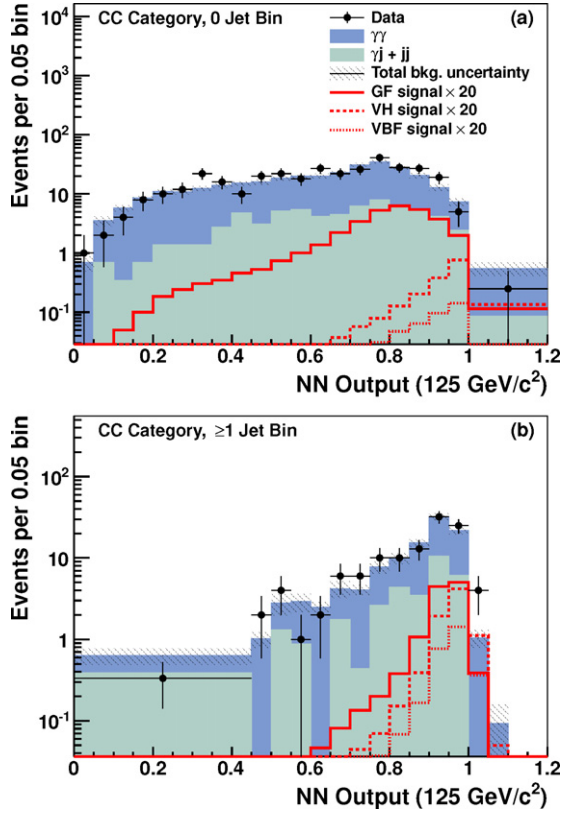 CC Category, 0 Jet Bin
(a)
Data
γγ
γj + jj
Total bkg. uncertainty
GF signal × 20
VH signal × 20
VBF signal × 20
Events per 0.05 bin
10⁴
10³
10²
10
1
10⁻¹
0 0.2 0.4 0.6 0.8 1 1.2
NN Output (125 GeV/c²)
CC Category, ≥1 Jet Bin
(b)
Events per 0.05 bin
10²
10
1
10⁻¹
0 0.2 0.4 0.6 0.8 1 1.2
NN Output (125 GeV/c²)